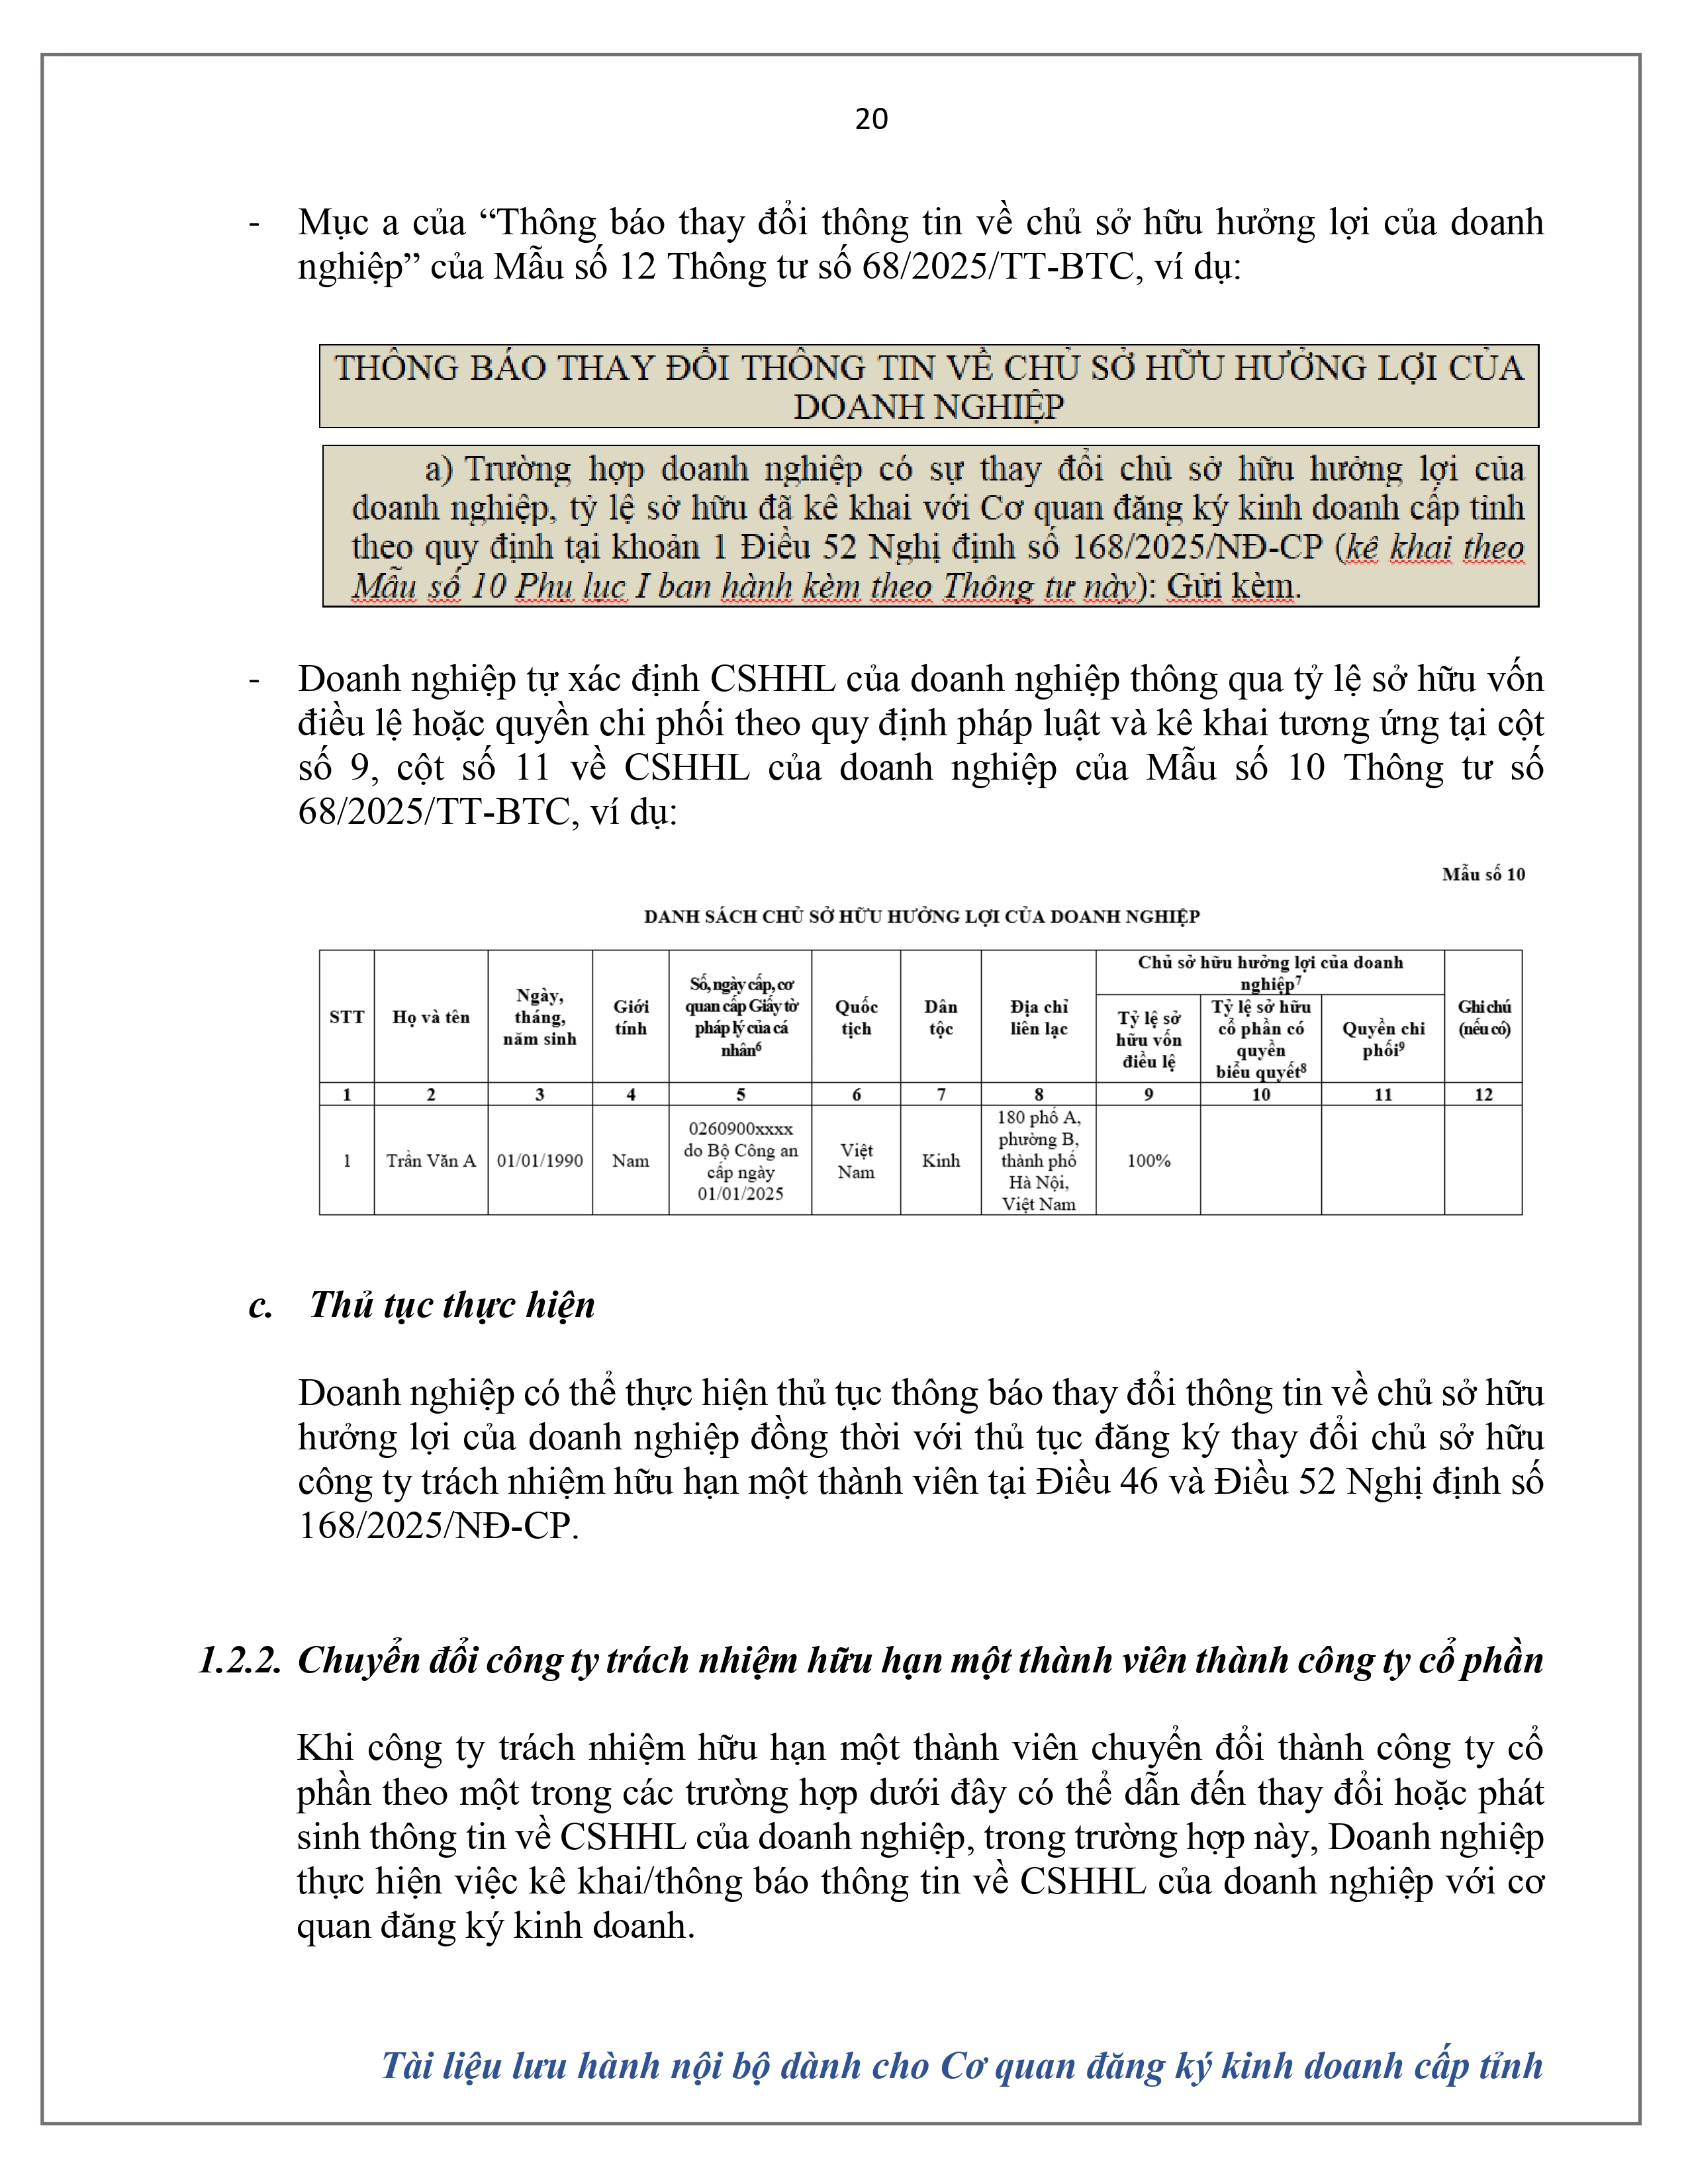 20
- Mục a của “Thông báo thay đổi thông tin về chủ sở hữu hưởng lợi của doanh
nghiệp” của Mẫu số 12 Thông tư số 68/2025/TT-BTC, ví dụ:
THÔNG BÁO THAY ĐỔI THÔNG TIN VỀ CHỦ SỞ HỮU HƯỞNG LỢI CỦA
DOANH NGHIỆP
a) Trường hợp doanh nghiệp có sự thay đổi chủ sở hữu hưởng lợi của
doanh nghiệp, tỷ lệ sở hữu đã kê khai với Cơ quan đăng ký kinh doanh cấp tỉnh
theo quy định tại khoản 1 Điều 52 Nghị định số 168/2025/NĐ-CP (kê khai theo
Mẫu số 10 Phụ lục I ban hành kèm theo Thông tư này): Gửi kèm.
- Doanh nghiệp tự xác định CSHHL của doanh nghiệp thông qua tỷ lệ sở hữu vốn
điều lệ hoặc quyền chi phối theo quy định pháp luật và kê khai tương ứng tại cột
số 9, cột số 11 về CSHHL của doanh nghiệp của Mẫu số 10 Thông tư số
68/2025/TT-BTC, ví dụ:
Mẫu số 10
DANH SÁCH CHỦ SỞ HỮU HƯỞNG LỢI CỦA DOANH NGHIỆP
STT
Họ và tên
Ngày,
tháng,
năm sinh
Giới
tính
Số, ngày cấp, cơ
quan cấp Giấy tờ
pháp lý của cá
nhân⁶
Quốc
tịch
Dân
tộc
Địa chỉ
liên lạc
Chủ sở hữu hưởng lợi của doanh
nghiệp⁷
Tỷ lệ sở
hữu vốn
điều lệ
Tỷ lệ sở hữu
cổ phần có
quyền
biểu quyết⁸
Quyền chi
phối⁹
Ghi chú
(nếu có)
1 2 3 4 5 6 7 8 9 10 11 12
1
Trần Văn A
01/01/1990
Nam
0260900xxxx
do Bộ Công an
cấp ngày
01/01/2025
Việt
Nam
Kinh
180 phố A,
phường B,
thành phố
Hà Nội,
Việt Nam
100%
c. Thủ tục thực hiện
Doanh nghiệp có thể thực hiện thủ tục thông báo thay đổi thông tin về chủ sở hữu
hưởng lợi của doanh nghiệp đồng thời với thủ tục đăng ký thay đổi chủ sở hữu
công ty trách nhiệm hữu hạn một thành viên tại Điều 46 và Điều 52 Nghị định số
168/2025/NĐ-CP.
1.2.2. Chuyển đổi công ty trách nhiệm hữu hạn một thành viên thành công ty cổ phần
Khi công ty trách nhiệm hữu hạn một thành viên chuyển đổi thành công ty cổ
phần theo một trong các trường hợp dưới đây có thể dẫn đến thay đổi hoặc phát
sinh thông tin về CSHHL của doanh nghiệp, trong trường hợp này, Doanh nghiệp
thực hiện việc kê khai/thông báo thông tin về CSHHL của doanh nghiệp với cơ
quan đăng ký kinh doanh.
Tài liệu lưu hành nội bộ dành cho Cơ quan đăng ký kinh doanh cấp tỉnh